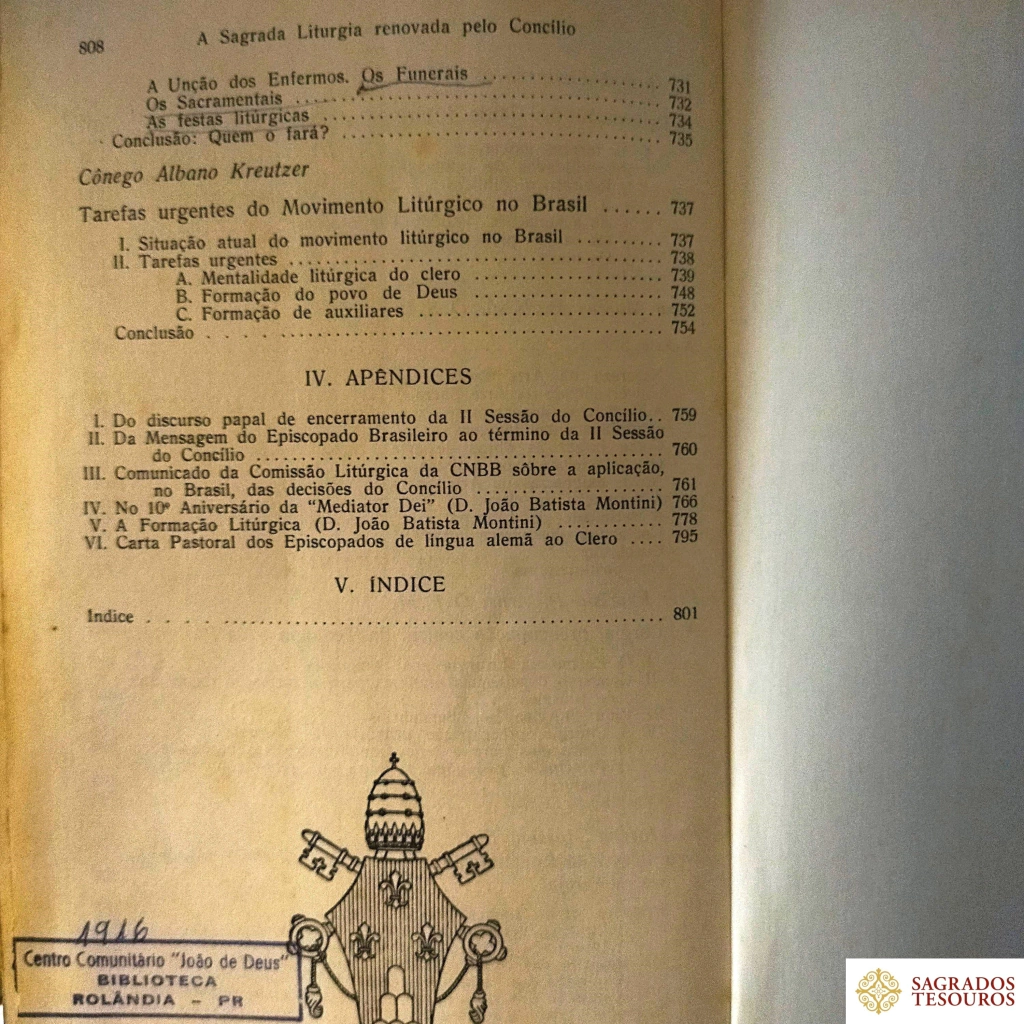 808
A Sagrada Liturgia renovada pelo Concílio
A Unção dos Enfermos. Os Funerais .................... 731
Os Sacramentais .................... 732
As festas litúrgicas .................... 734
Conclusão: Quem o fará? .................... 735
Cônego Albano Kreutzer
Tarefas urgentes do Movimento Litúrgico no Brasil ...... 737
I. Situação atual do movimento litúrgico no Brasil .......... 737
II. Tarefas urgentes .................... 738
A. Mentalidade litúrgica do clero .................... 739
B. Formação do povo de Deus .................... 748
C. Formação de auxiliares .................... 752
Conclusão .................... 754
IV. APÊNDICES
I. Do discurso papal de encerramento da II Sessão do Concílio.. 759
II. Da Mensagem do Episcopado Brasileiro ao término da II Sessão
do Concílio .................... 760
III. Comunicado da Comissão Litúrgica da CNBB sôbre a aplicação,
no Brasil, das decisões do Concílio .................... 761
IV. No 10º Aniversário da "Mediator Dei" (D. João Batista Montini) 766
V. A Formação Litúrgica (D. João Batista Montini) ............ 778
VI. Carta Pastoral dos Episcopados de língua alemã ao Clero .... 795
V. ÍNDICE
Indice .................... 801
1916
Centro Comunitário "João de Deus"
BIBLIOTECA
ROLÂNDIA - PR
SAGRADOS
TESOUROS